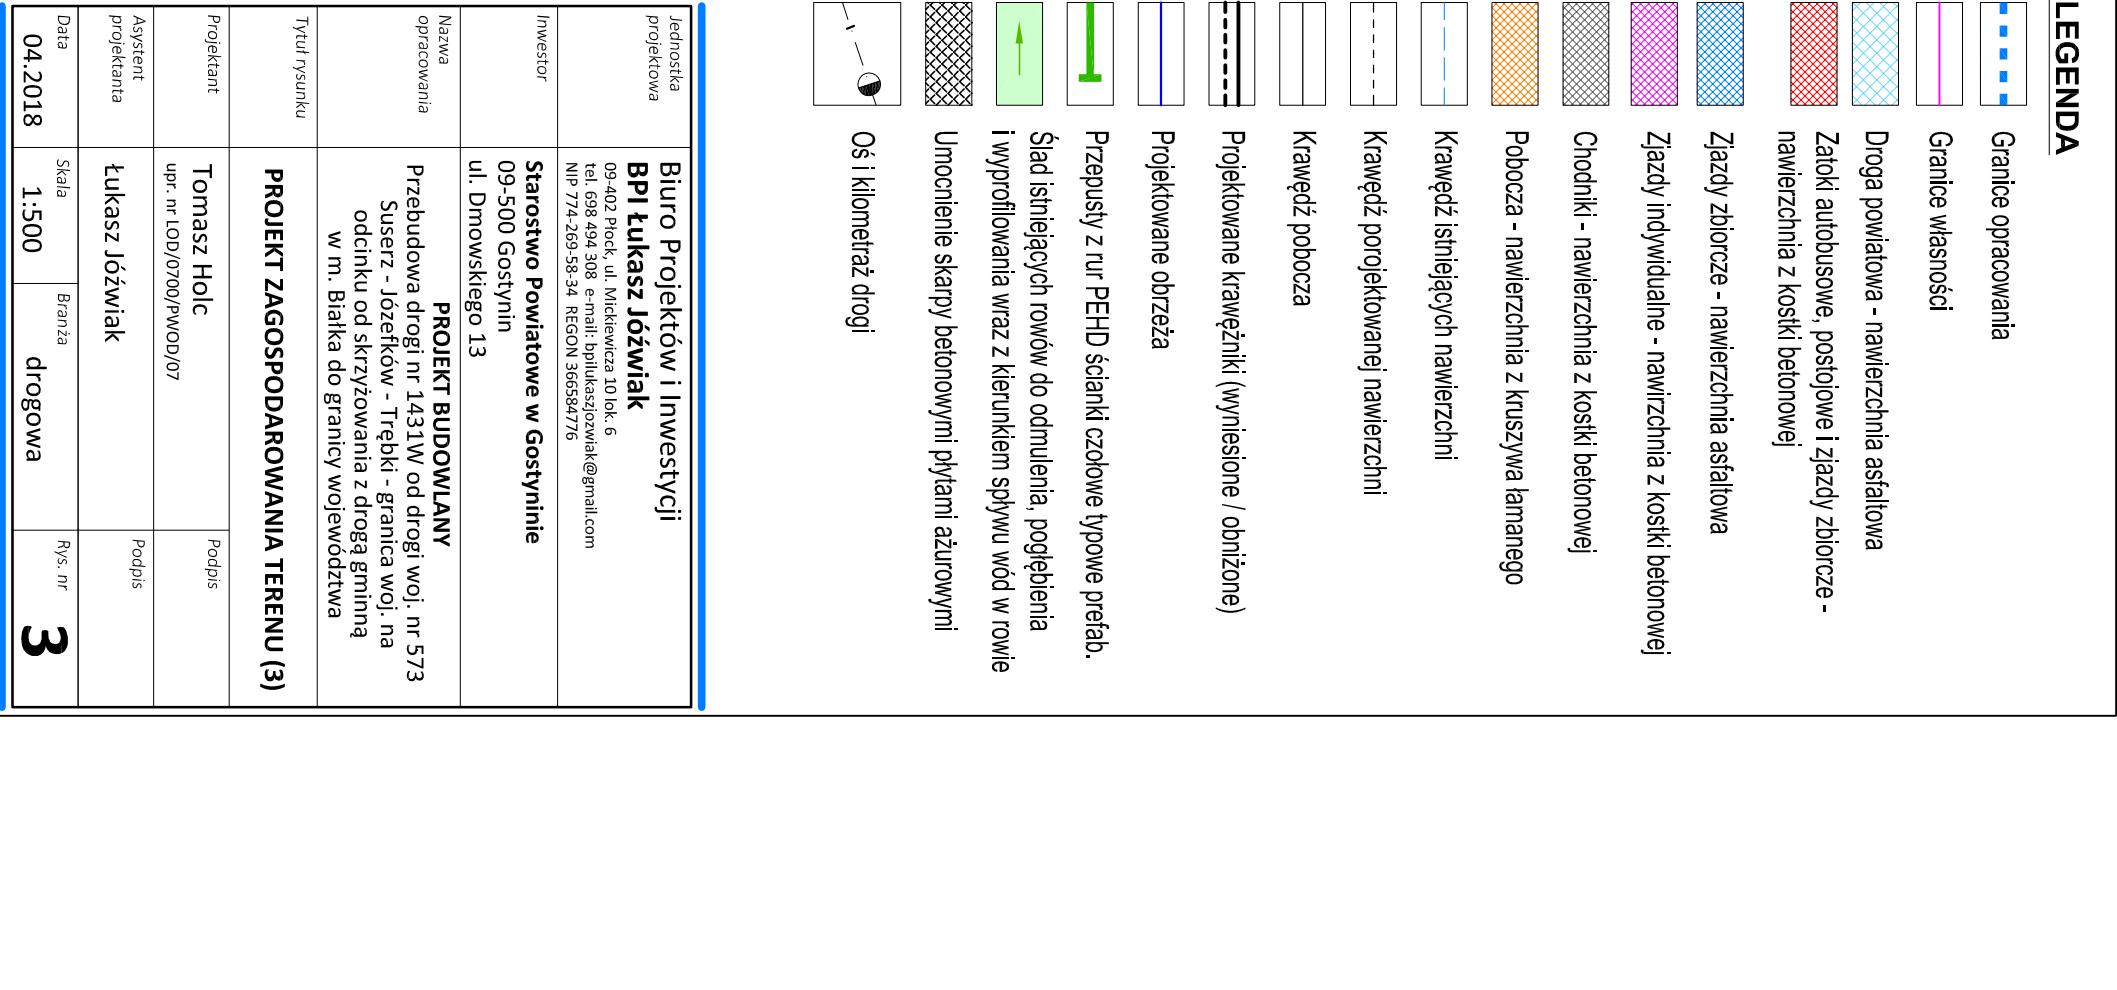 LEGENDA
Granice opracowania
Granice własności
Droga powiatowa - nawierzchnia asfaltowa
Zatoki autobusowe, postojowe i zjazdy zbiorcze -
nawierzchnia z kostki betonowej
Zjazdy zbiorcze - nawierzchnia asfaltowa
Zjazdy indywidualne - nawirzchnia z kostki betonowej
Chodniki - nawierzchnia z kostki betonowej
Pobocza - nawierzchnia z kruszywa łamanego
Krawędź istniejących nawierzchni
Krawędź porojektowanej nawierzchni
Krawędź pobocza
Projektowane krawężniki (wyniesione / obniżone)
Projektowane obrzeża
Przepusty z rur PEHD ścianki czołowe typowe prefab.
Ślad istniejących rowów do odmulenia, pogłębienia
i wyprofilowania wraz z kierunkiem spływu wód w rowie
Umocnienie skarpy betonowymi płytami ażurowymi
Oś i kilometraż drogi
Jednostka
projektowa
Biuro Projektów i Inwestycji
BPI Łukasz Jóźwiak
09-402 Płock, ul. Mickiewicza 10 lok. 6
tel. 698 494 308 e-mail: bpilukaszjozwiak@gmail.com
NIP 774-269-58-34 REGON 366584776
Inwestor
Starostwo Powiatowe w Gostyninie
09-500 Gostynin
ul. Dmowskiego 13
Nazwa
opracowania
PROJEKT BUDOWLANY
Przebudowa drogi nr 1431W od drogi woj. nr 573
Suserz - Józefków - Trębki - granica woj. na
odcinku od skrzyżowania z drogą gminną
w m. Białka do granicy województwa
Tytuł rysunku
PROJEKT ZAGOSPODAROWANIA TERENU (3)
Projektant
Tomasz Holc
upr. nr LOD/0700/PWOD/07
Podpis
Asystent
projektanta
Łukasz Jóźwiak
Podpis
Data
04.2018
Skala
1:500
Branża
drogowa
Rys. nr
3